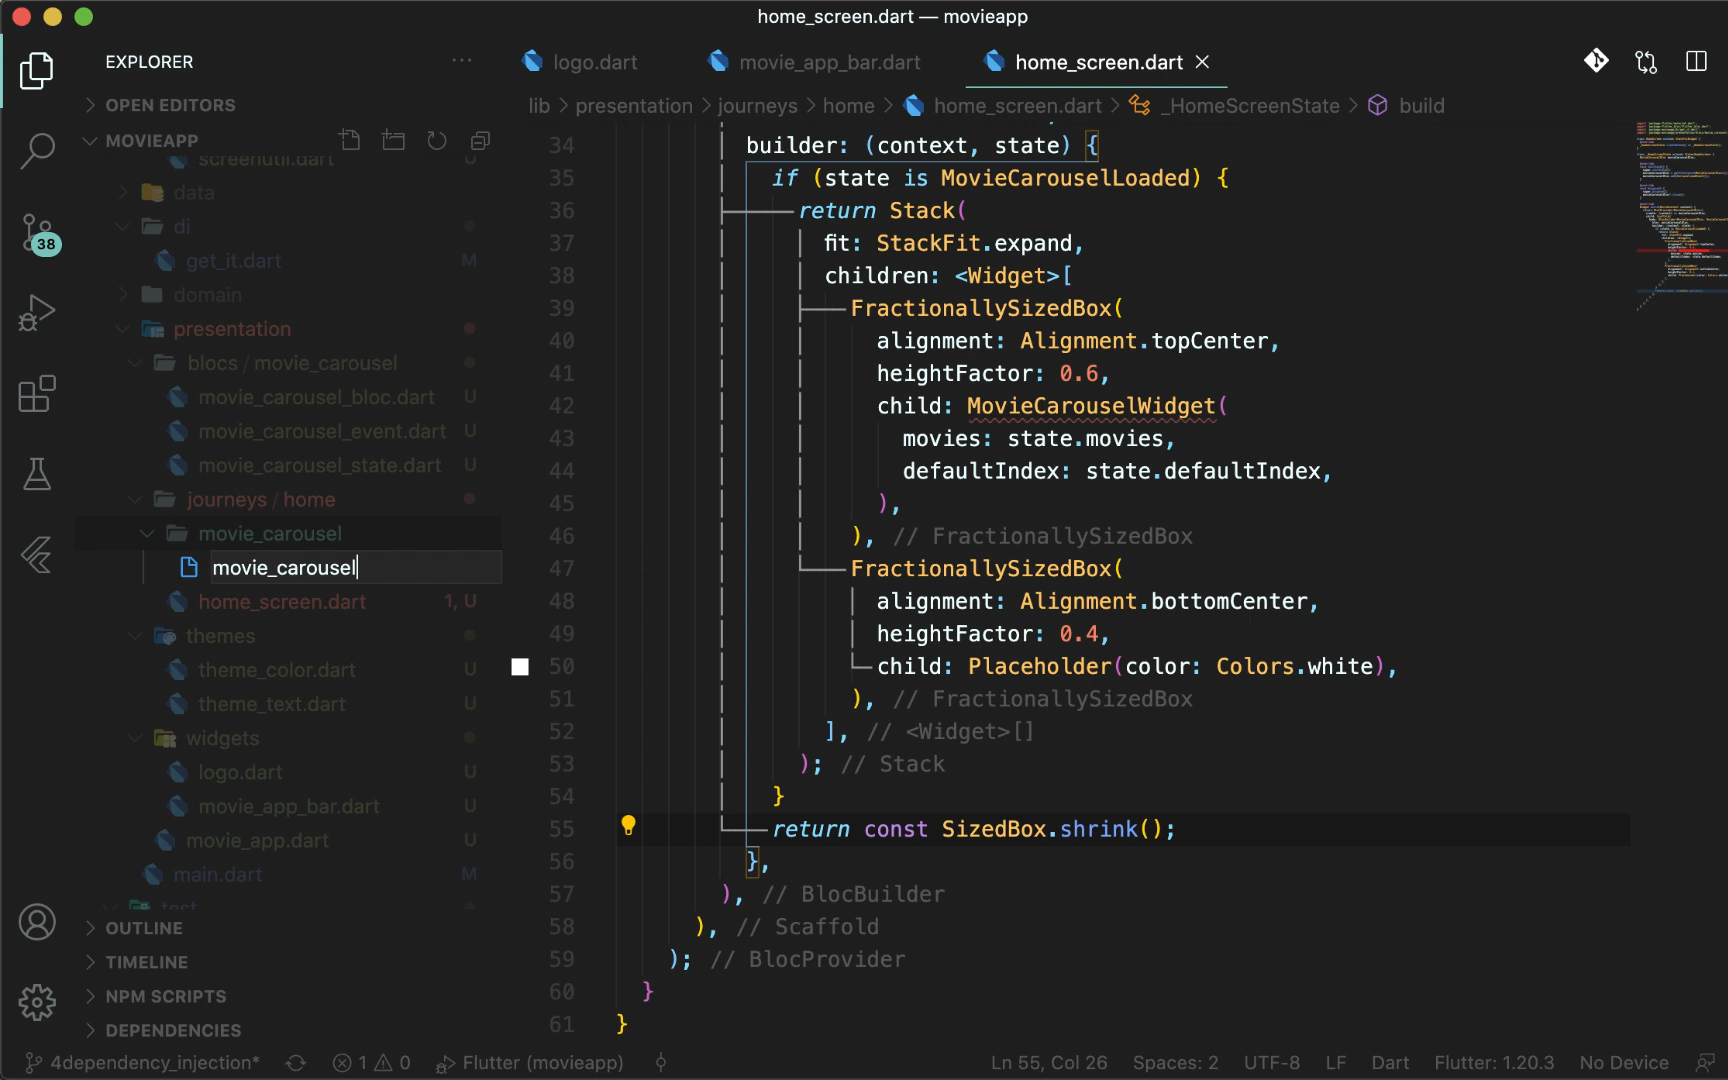 home_screen.dart — movieapp
EXPLORER
logo.dart
movie_app_bar.dart
home_screen.dart
OPEN EDITORS
lib > presentation > journeys > home > home_screen.dart > _HomeScreenState > build
MOVIEAPP
screenutil.dart U
data
di
get_it.dart M
domain
presentation
blocs / movie_carousel
movie_carousel_bloc.dart U
movie_carousel_event.dart U
movie_carousel_state.dart U
journeys / home
movie_carousel
movie_carousel
home_screen.dart 1, U
themes
theme_color.dart U
theme_text.dart U
widgets
logo.dart U
movie_app_bar.dart U
movie_app.dart U
main.dart M
test
OUTLINE
TIMELINE
NPM SCRIPTS
DEPENDENCIES
38
34 builder: (context, state) {
35 if (state is MovieCarouselLoaded) {
36 return Stack(
37 fit: StackFit.expand,
38 children: <Widget>[
39 FractionallySizedBox(
40 alignment: Alignment.topCenter,
41 heightFactor: 0.6,
42 child: MovieCarouselWidget(
43 movies: state.movies,
44 defaultIndex: state.defaultIndex,
45 ),
46 ), // FractionallySizedBox
47 FractionallySizedBox(
48 alignment: Alignment.bottomCenter,
49 heightFactor: 0.4,
50 child: Placeholder(color: Colors.white),
51 ), // FractionallySizedBox
52 ], // <Widget>[]
53 ); // Stack
54 }
55 return const SizedBox.shrink();
56 },
57 ), // BlocBuilder
58 ), // Scaffold
59 ); // BlocProvider
60 }
61 }
4dependency_injection* 1 0 Flutter (movieapp) Ln 55, Col 26 Spaces: 2 UTF-8 LF Dart Flutter: 1.20.3 No Device